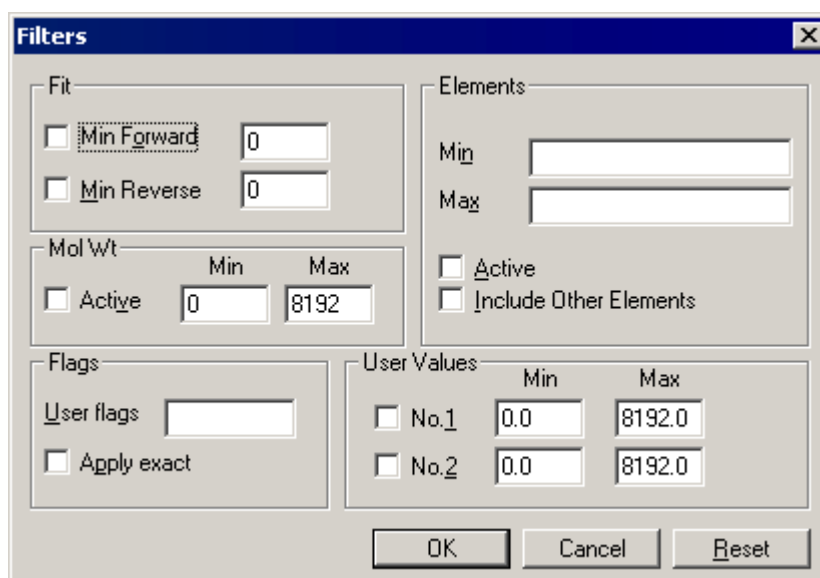 Filters
Fit
Min Forward 0
Min Reverse 0
Elements
Min
Max
Active
Include Other Elements
Mol Wt
Min Max
Active 0 8192
Flags
User flags
Apply exact
User Values
Min Max
No.1 0.0 8192.0
No.2 0.0 8192.0
OK Cancel Reset